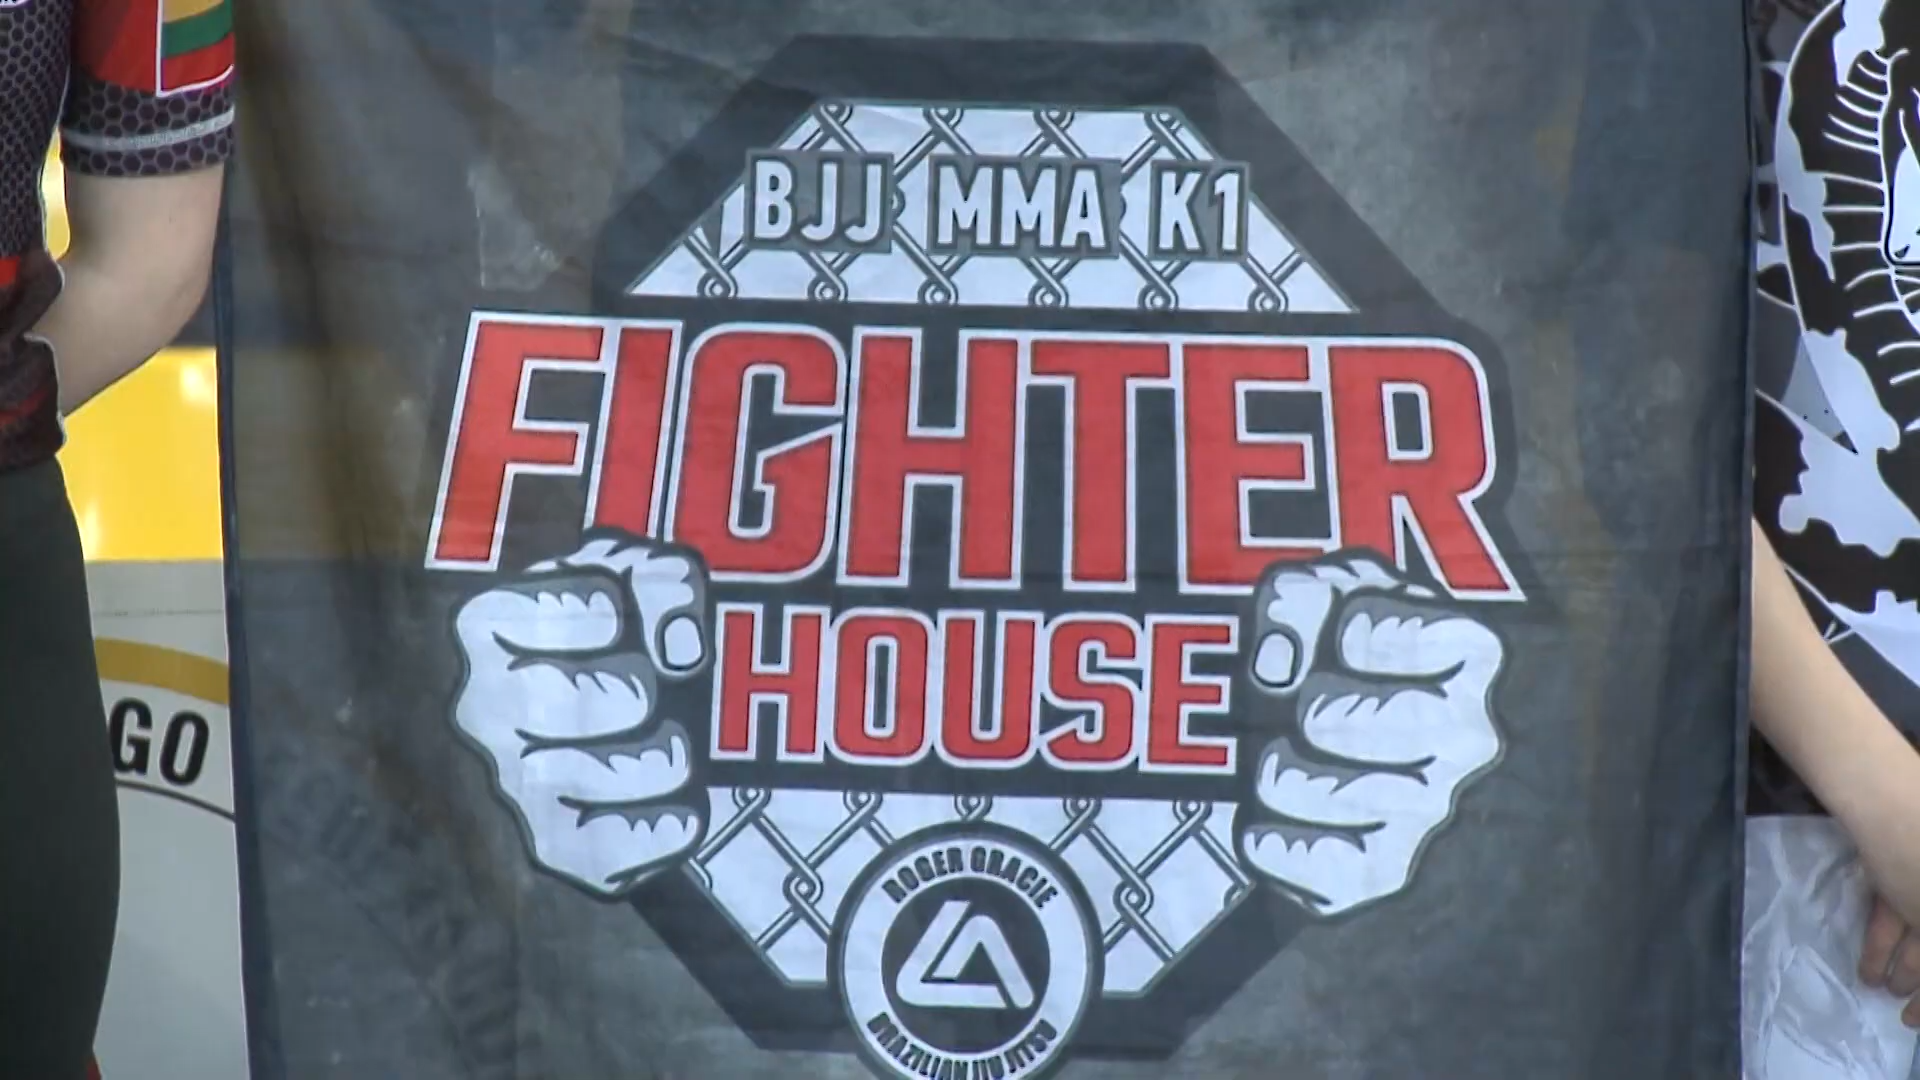 BJJ MMA K1
FIGHTER
HOUSE
ROGER GRACIE
BRAZILIAN JIU JITSU
GO